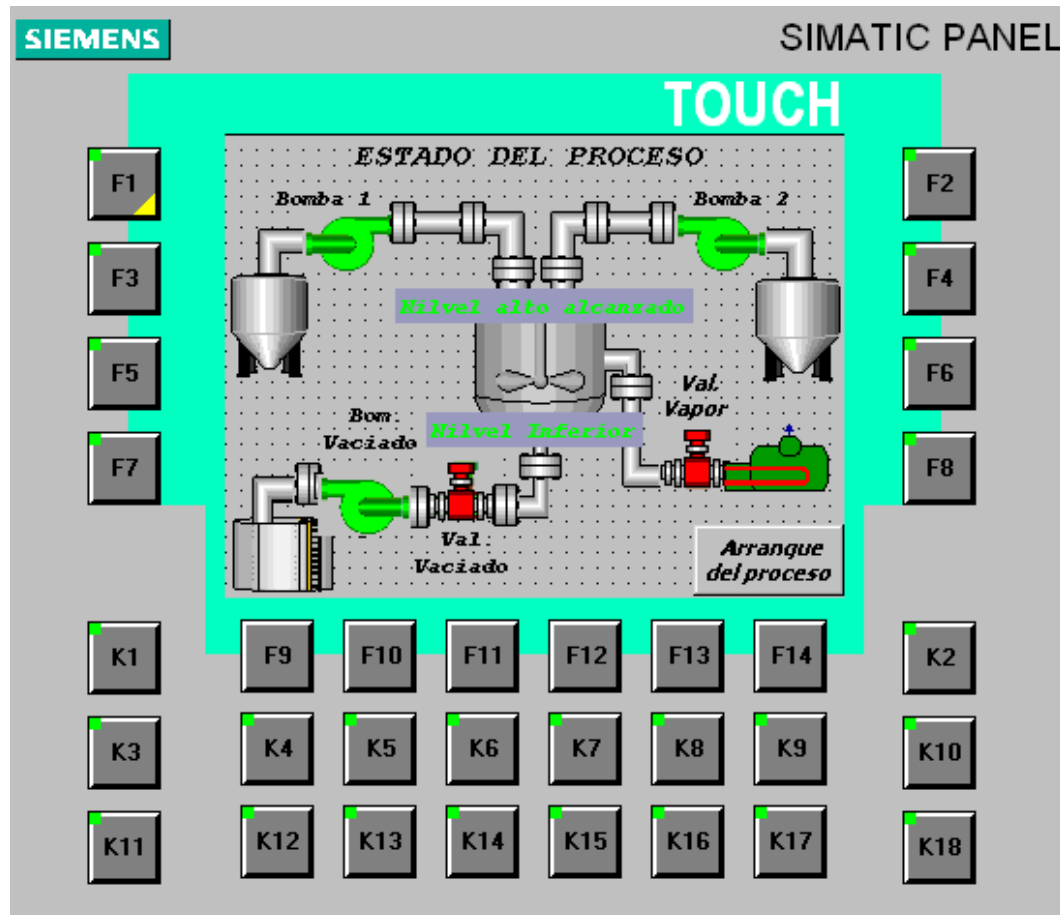 SIEMENS
SIMATIC PANEL
TOUCH
ESTADO DEL PROCESO
Bomba 1
Bomba 2
F1
F2
F3
F4
Nilvel alto alcanzado
F5
F6
Val.
Vapor
Bom.
Vaciado
Nilvel Inferior
F7
F8
Val.
Vaciado
Arranque
del proceso
K1
F9
F10
F11
F12
F13
F14
K2
K3
K4
K5
K6
K7
K8
K9
K10
K11
K12
K13
K14
K15
K16
K17
K18